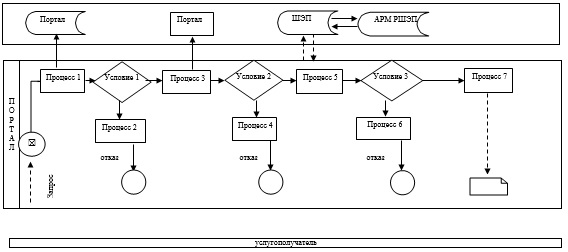 Портал
Портал
ШЭП
АРМ РШЭП
ПОРТАЛ
Процесс 1
Условие 1
Процесс 3
Условие 2
Процесс 5
Условие 3
Процесс 7
Процесс 2
Процесс 4
Процесс 6
отказ
отказ
отказ
Запрос
услугополучатель